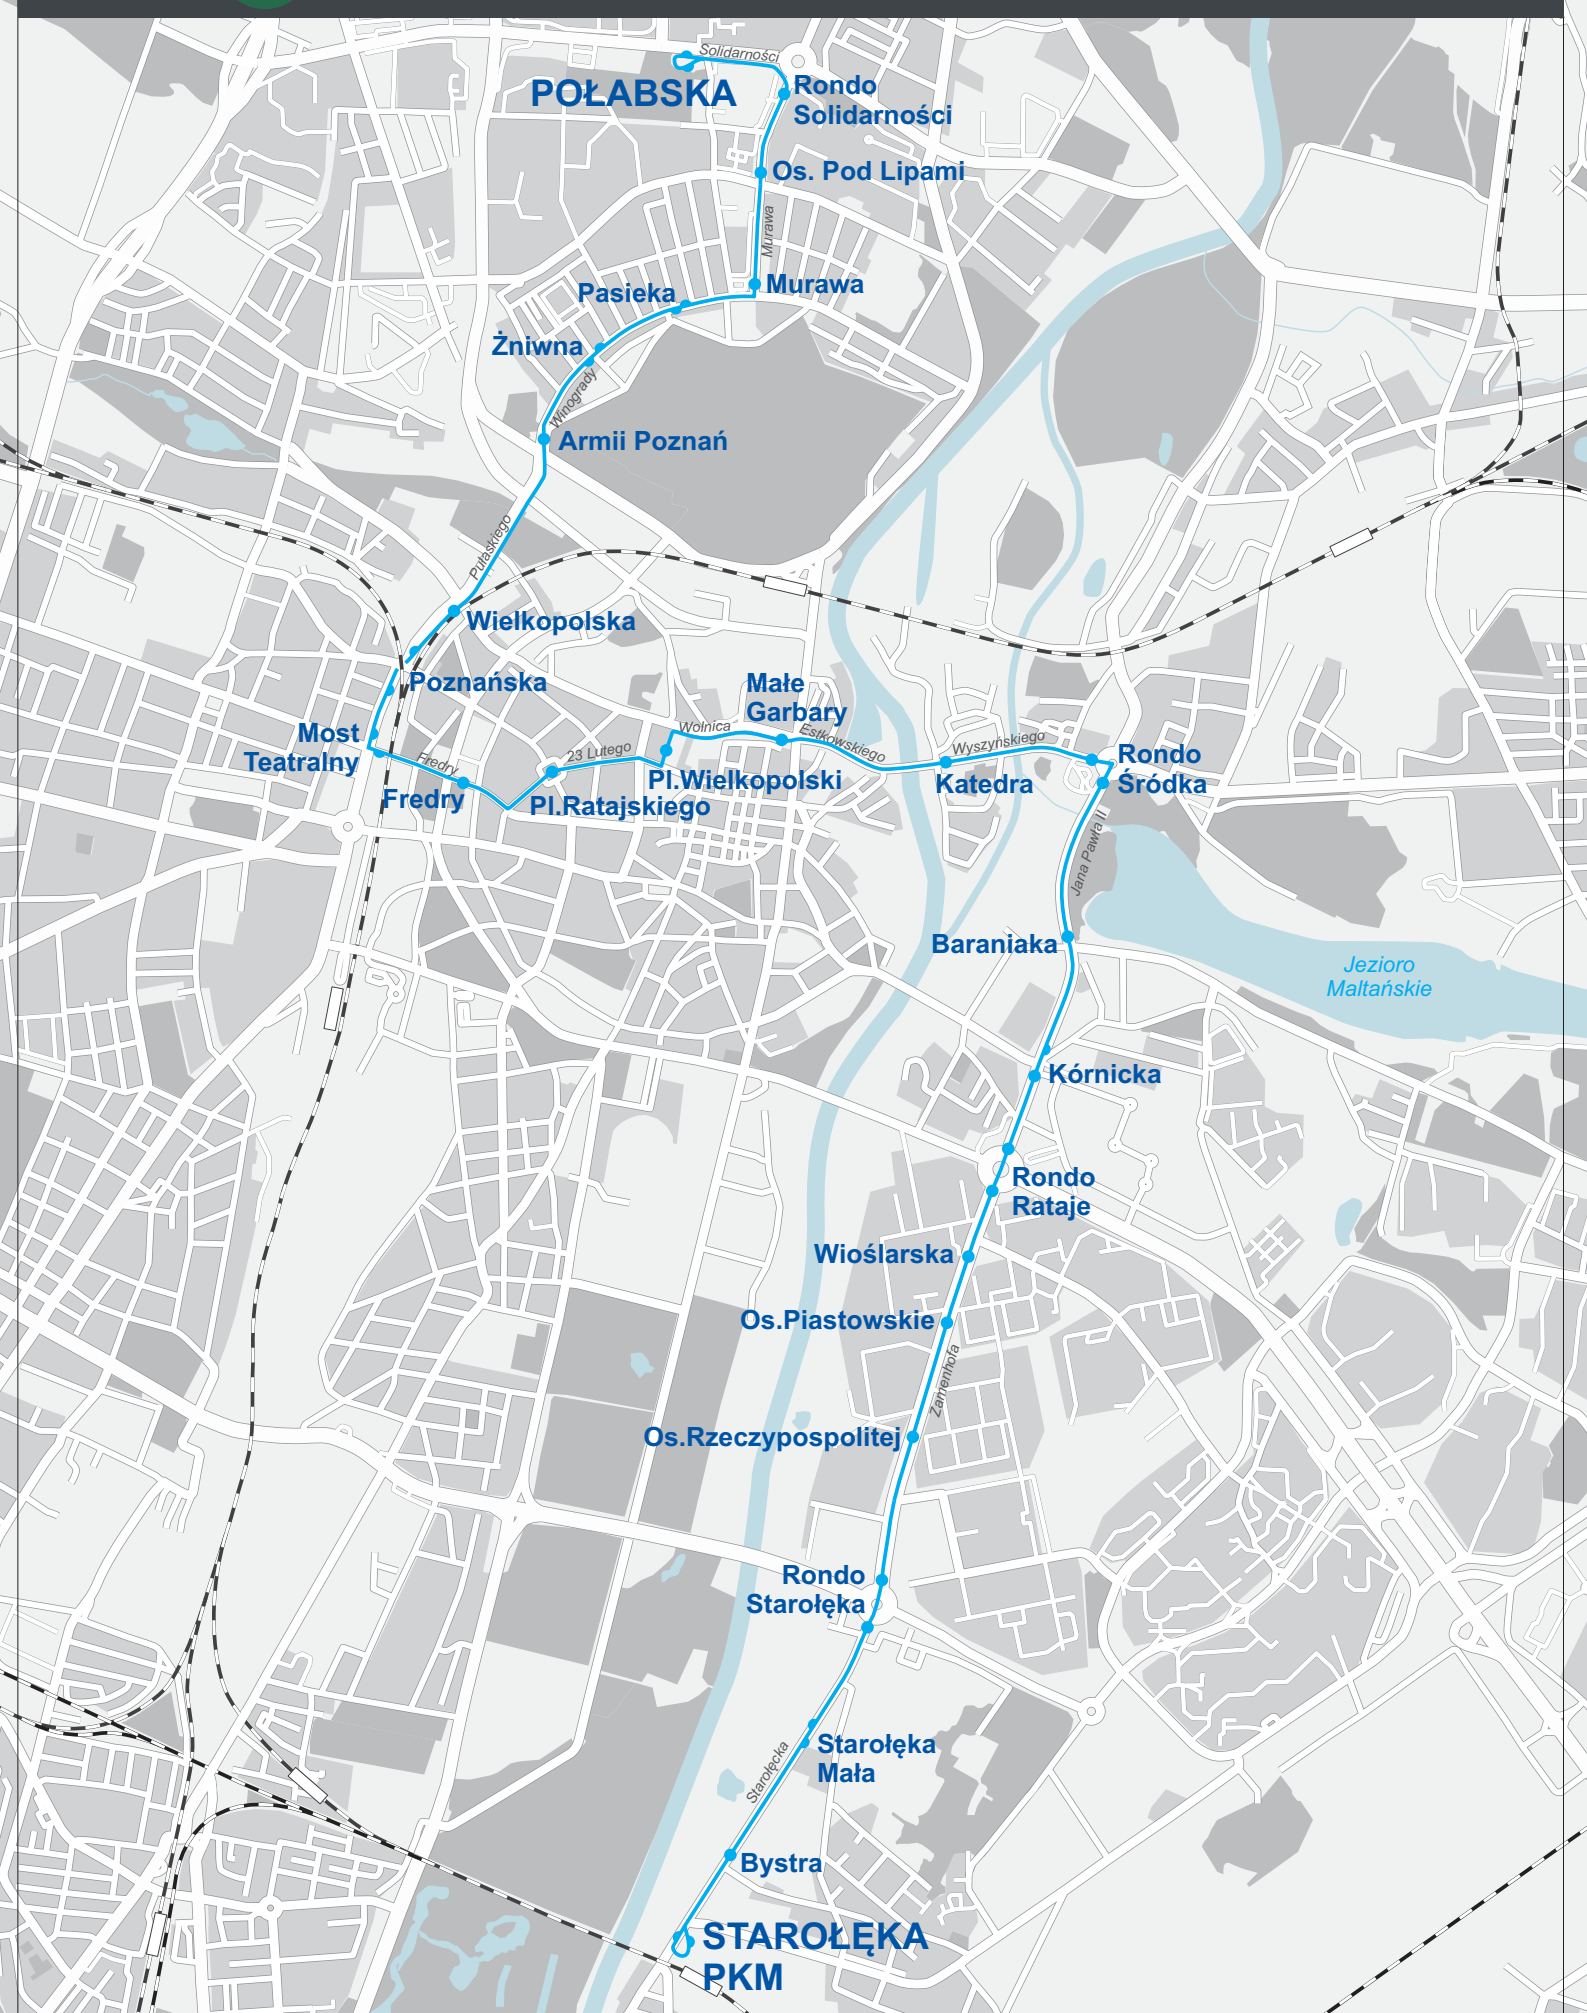 Solidarności
POŁABSKA
Rondo
Solidarności
Os. Pod Lipami
Murawa
Murawa
Pasieka
Żniwna
Winogrady
Armii Poznań
Pułaskiego
Wielkopolska
Poznańska
Most
Teatralny
Fredry
Fredry
23 Lutego
Pl.Ratajskiego
Wolnica
Pl.Wielkopolski
Małe
Garbary
Estkowskiego
Wyszyńskiego
Katedra
Rondo
Śródka
Jana Pawła II
Baraniaka
Jezioro
Maltańskie
Kórnicka
Rondo
Rataje
Wioślarska
Os.Piastowskie
Zamenhofa
Os.Rzeczypospolitej
Rondo
Starołęka
Starołęka
Mała
Starołęcka
Bystra
STAROŁĘKA
PKM